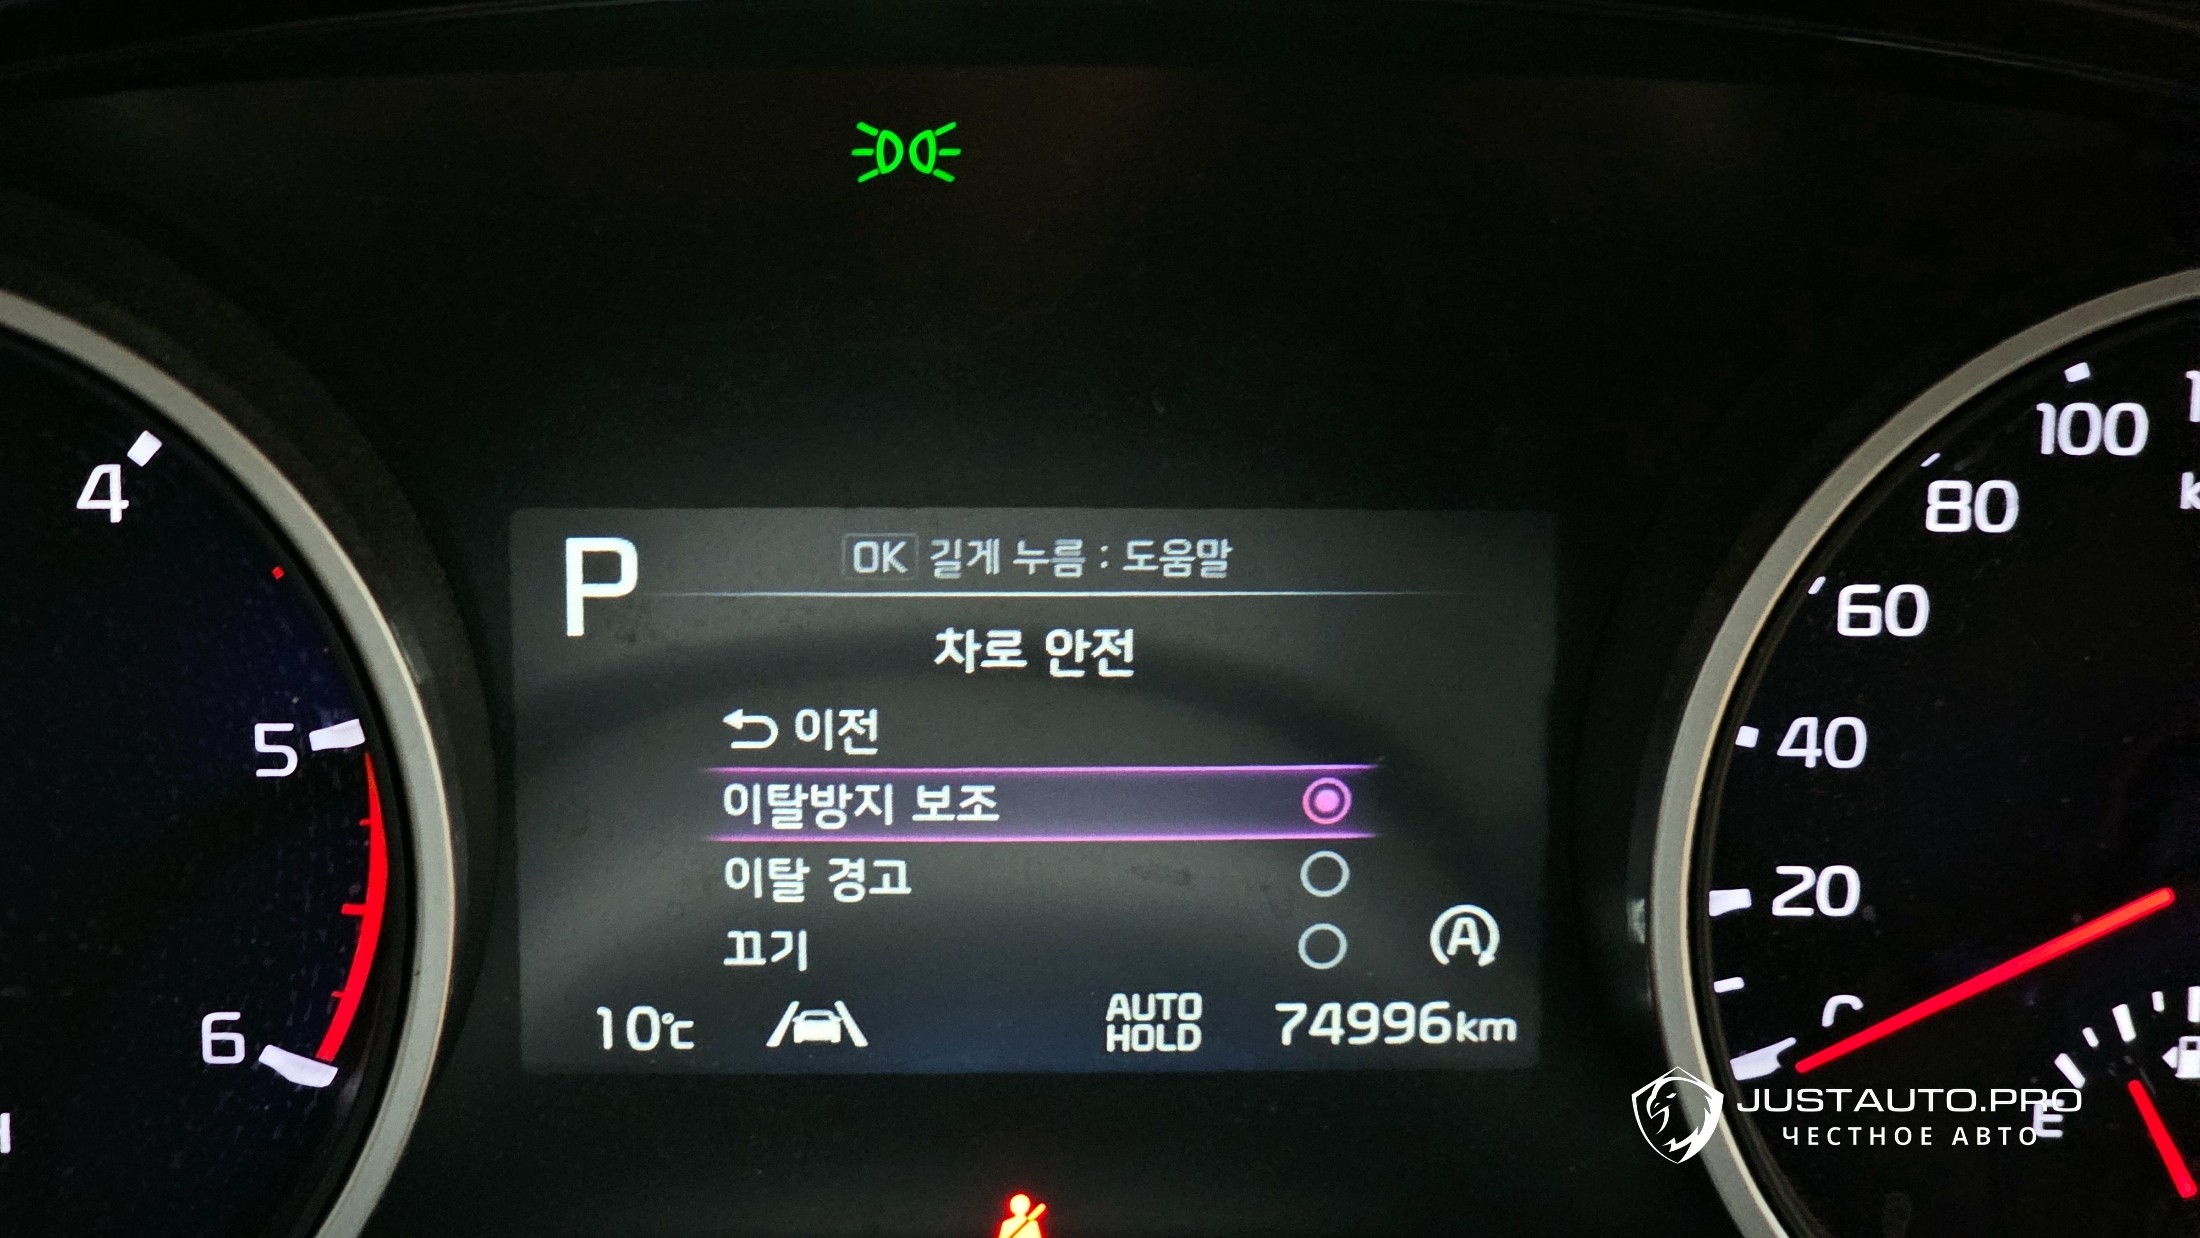 4
5
6
P
OK 길게 누름 : 도움말
차로 안전
이전
이탈방지 보조
이탈 경고
끄기
A
10℃
AUTO HOLD
74996km
100
80
60
40
20
E
JUSTAUTO.PRO
ЧЕСТНОЕ АВТО